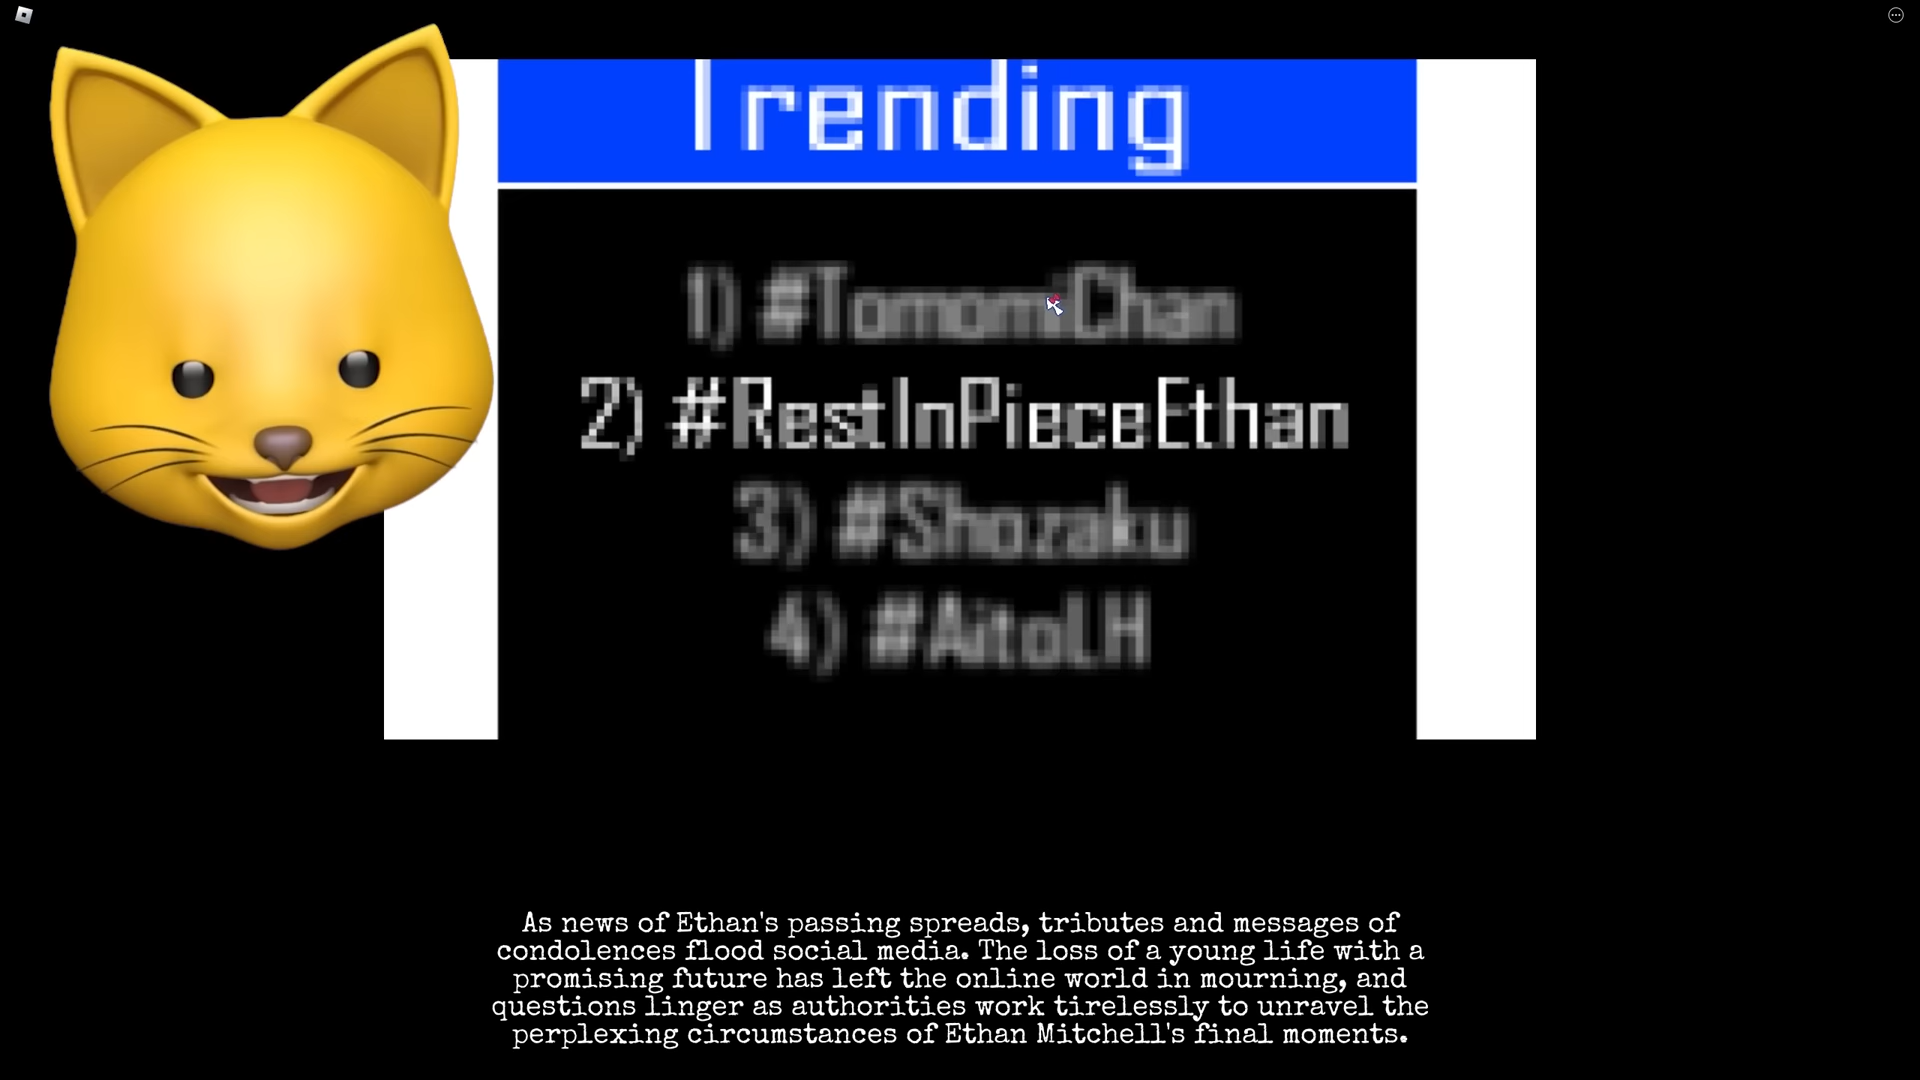 Trending
1) #TomomiChan
2) #RestInPieceEthan
3) #Shozaku
4) #AitoLH
As news of Ethan's passing spreads, tributes and messages of
condolences flood social media. The loss of a young life with a
promising future has left the online world in mourning, and
questions linger as authorities work tirelessly to unravel the
perplexing circumstances of Ethan Mitchell's final moments.